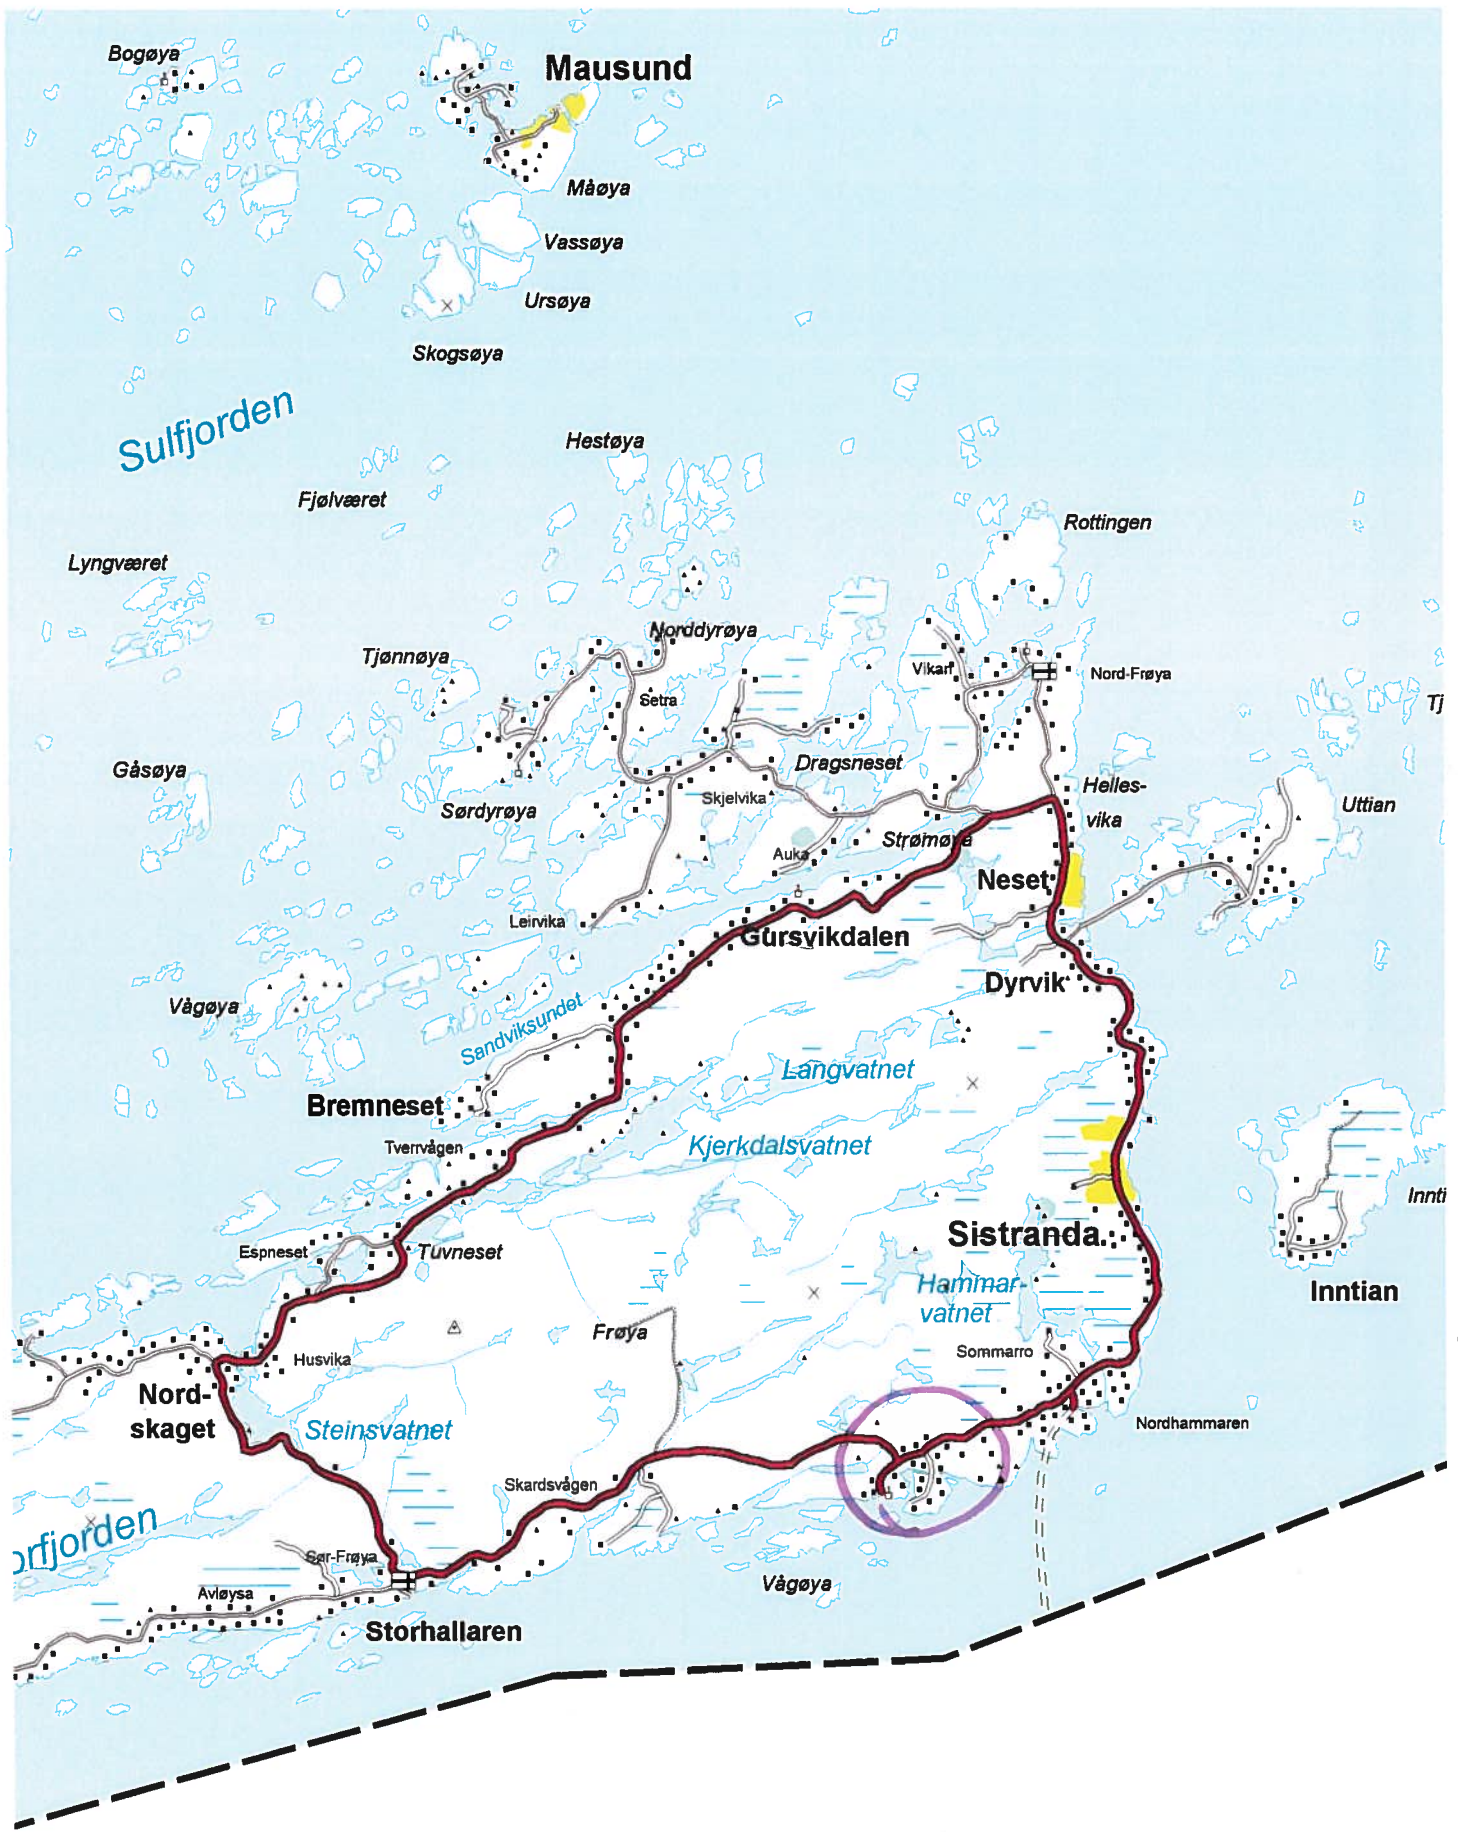 Bogøya
Mausund
Måøya
Vassøya
Ursøya
Skogsøya
Sulfjorden
Hestøya
Fjølværet
Rottingen
Lyngværet
Norddyrøya
Tjønnøya
Vikan
Nord-Frøya
Setra
Tj
Gåsøya
Dragsneset
Helles-
vika
Skjelvika
Sørdyrøya
Uttian
Strømøya
Auka
Neset
Leirvika
Gursvikdalen
Dyrvik
Vågøya
Sandviksundet
Langvatnet
Bremneset
Tverrvågen
Kjerkdalsvatnet
Innti
Sistranda
Espneset
Tuvneset
Hammar-
vatnet
Inntian
Frøya
Sommarro
Husvika
Nord-
skaget
Steinsvatnet
Nordhammaren
Skardsvågen
orfjorden
Sør-Frøya
Vågøya
Avløysa
Storhallaren